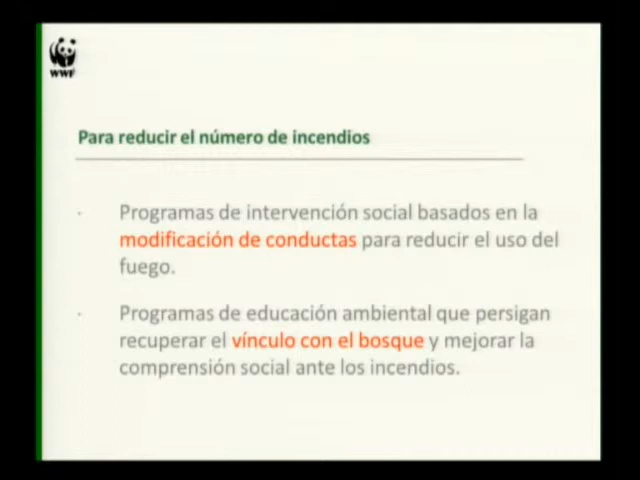 WWF
Para reducir el número de incendios
Programas de intervención social basados en la
modificación de conductas para reducir el uso del
fuego.
Programas de educación ambiental que persigan
recuperar el vínculo con el bosque y mejorar la
comprensión social ante los incendios.